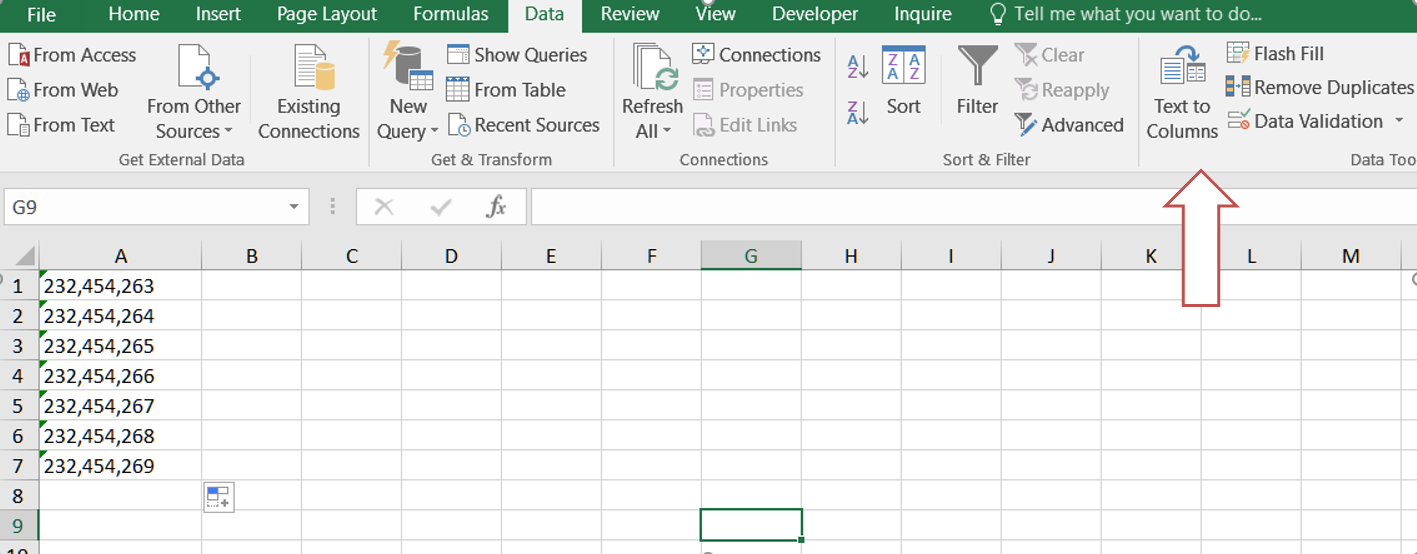 File Home Insert Page Layout Formulas Data Review View Developer Inquire Tell me what you want to do...
From Access
From Web
From Text
From Other
Sources
Existing
Connections
Get External Data
New
Query
Show Queries
From Table
Recent Sources
Get & Transform
Refresh
All
Connections
Properties
Edit Links
Connections
A
Z
Z
A
Z A
A Z
Sort
Filter
Clear
Reapply
Advanced
Sort & Filter
Text to
Columns
Flash Fill
Remove Duplicates
Data Validation
Data Too
G9
fx
A B C D E F G H I J K L M
1 232,454,263
2 232,454,264
3 232,454,265
4 232,454,266
5 232,454,267
6 232,454,268
7 232,454,269
8
9
10